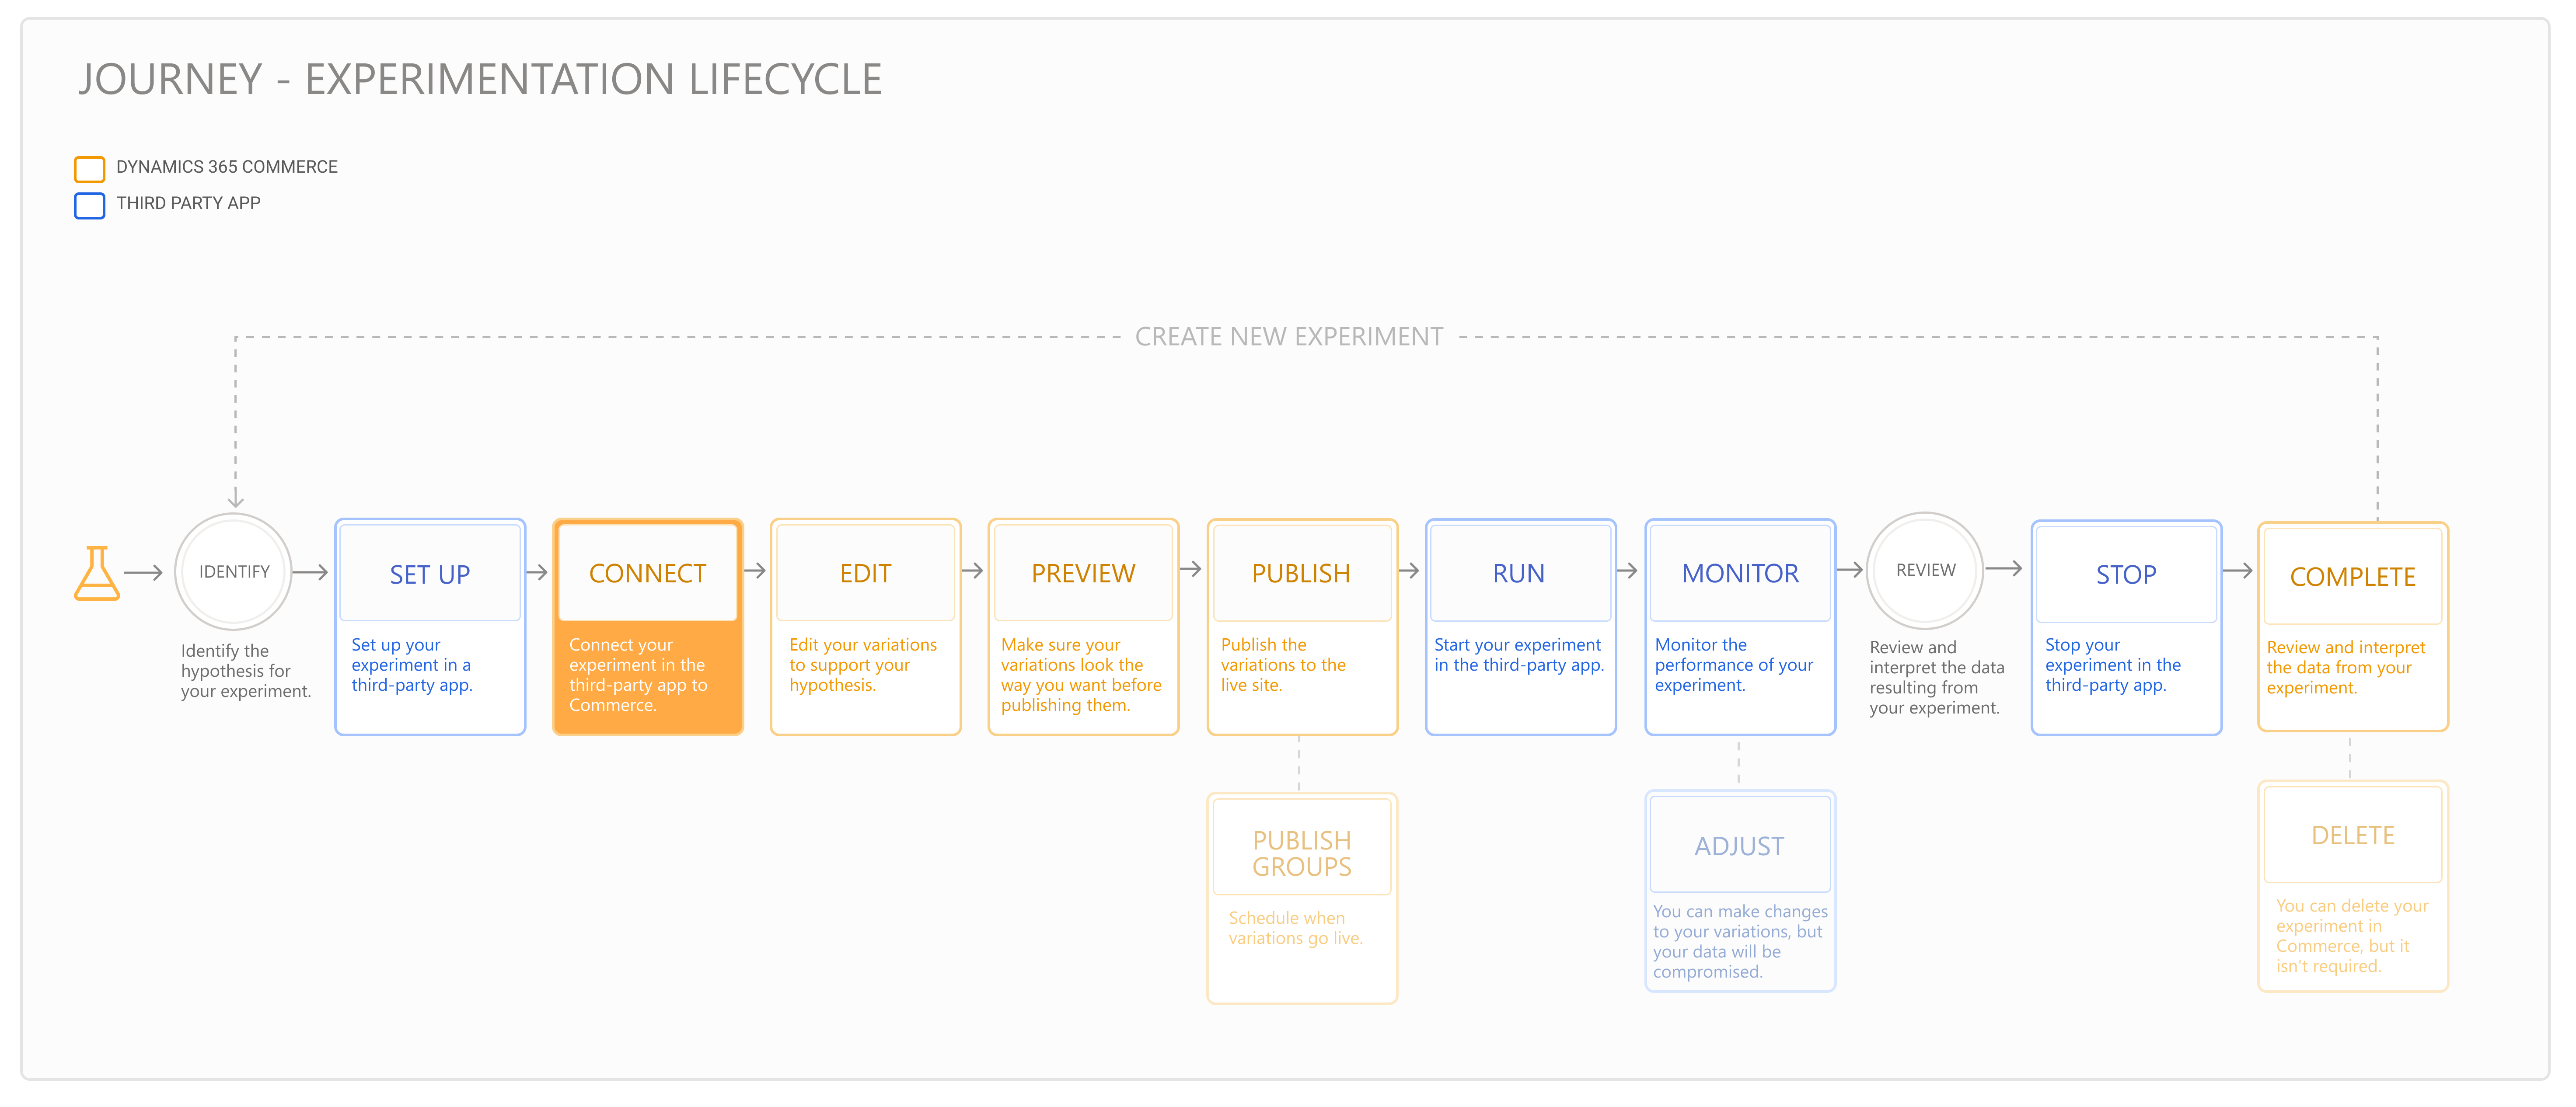 JOURNEY - EXPERIMENTATION LIFECYCLE
DYNAMICS 365 COMMERCE
THIRD PARTY APP
CREATE NEW EXPERIMENT
IDENTIFY
Identify the
hypothesis for
your experiment.
SET UP
Set up your
experiment in a
third-party app.
CONNECT
Connect your
experiment in the
third-party app to
Commerce.
EDIT
Edit your variations
to support your
hypothesis.
PREVIEW
Make sure your
variations look the
way you want before
publishing them.
PUBLISH
Publish the
variations to the
live site.
RUN
Start your experiment
in the third-party app.
MONITOR
Monitor the
performance of your
experiment.
REVIEW
Review and
interpret the data
resulting from
your experiment.
STOP
Stop your
experiment in the
third-party app.
COMPLETE
Review and interpret
the data from your
experiment.
PUBLISH
GROUPS
Schedule when
variations go live.
ADJUST
You can make changes
to your variations, but
your data will be
compromised.
DELETE
You can delete your
experiment in
Commerce, but it
isn't required.